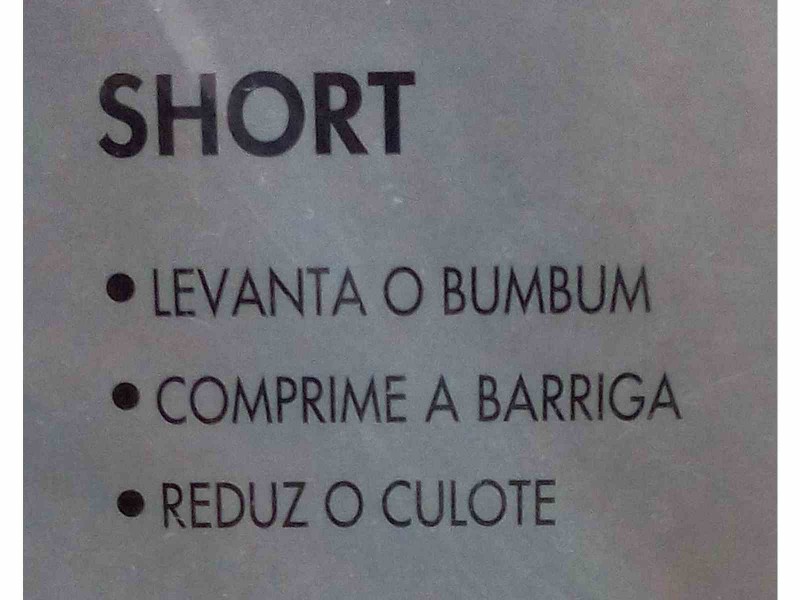 SHORT
• LEVANTA O BUMBUM
• COMPRIME A BARRIGA
• REDUZ O CULOTE